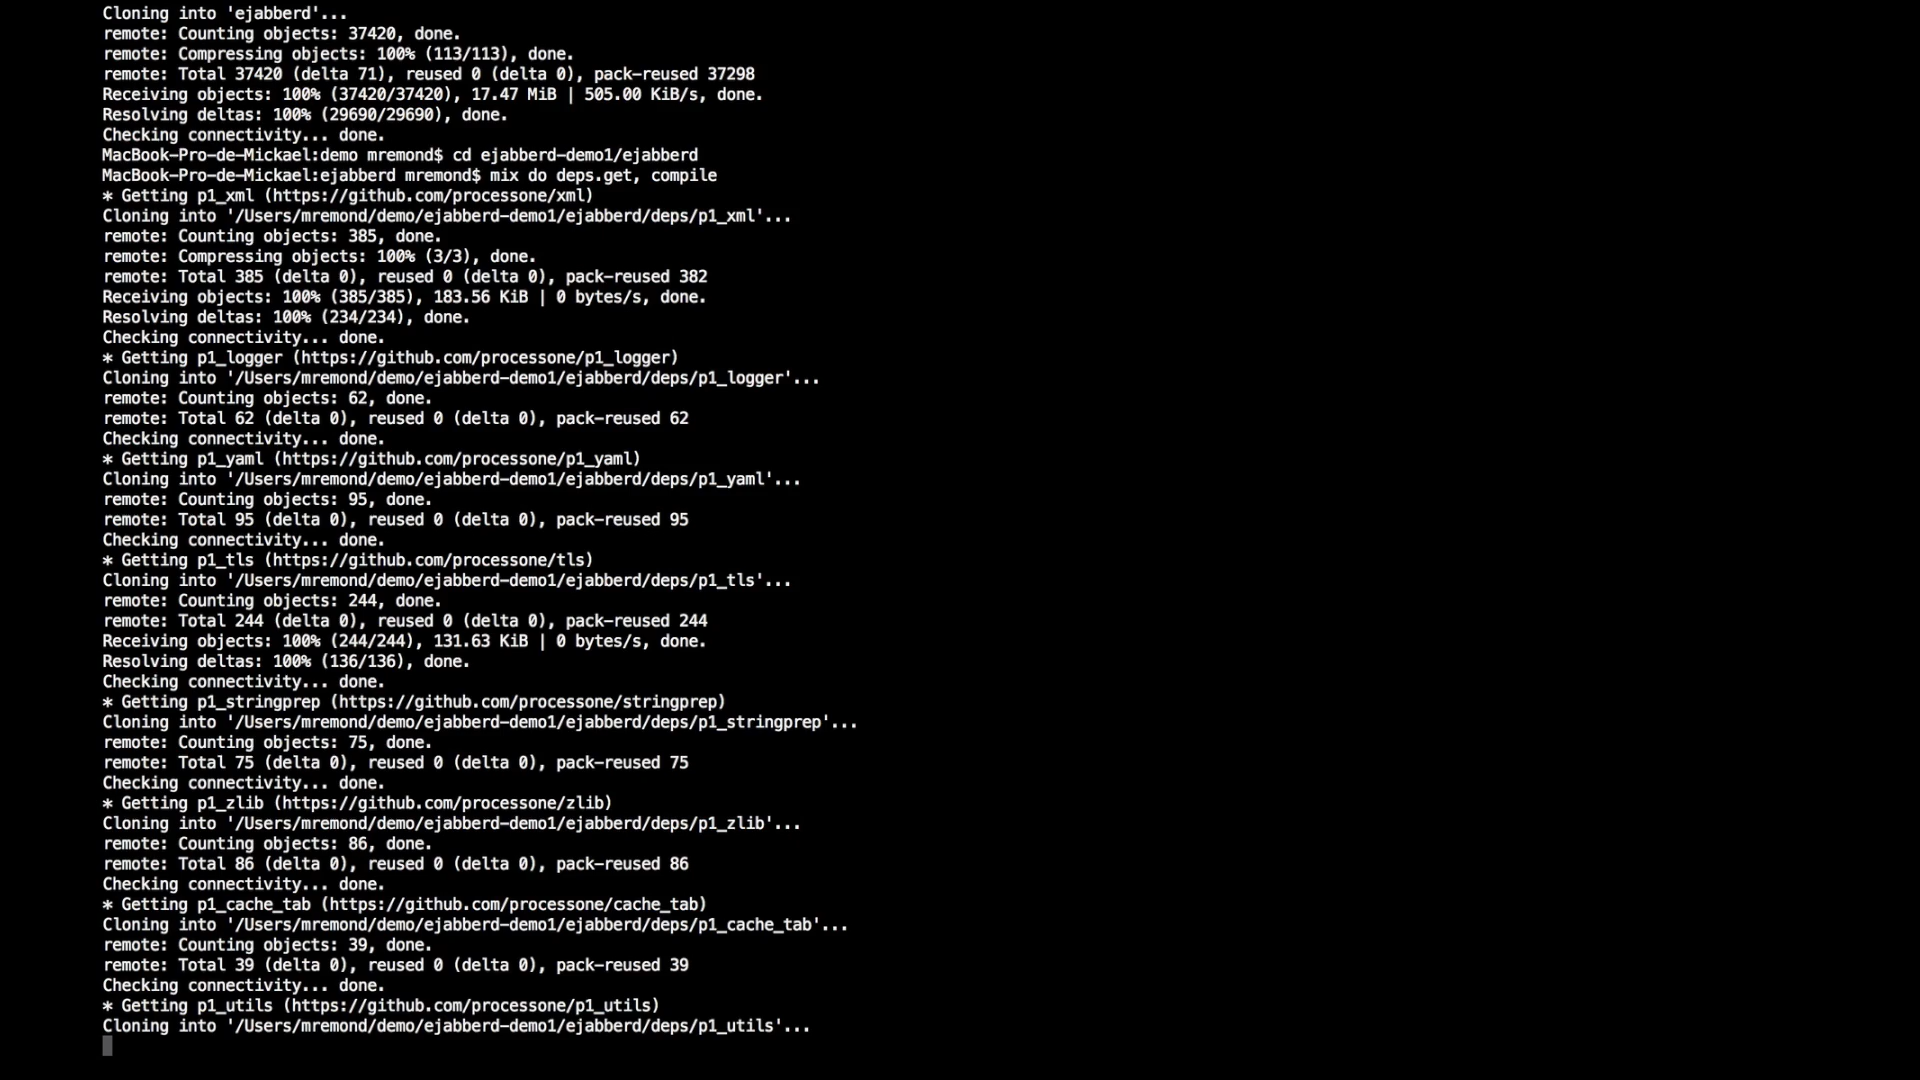 Cloning into 'ejabberd'...
remote: Counting objects: 37420, done.
remote: Compressing objects: 100% (113/113), done.
remote: Total 37420 (delta 71), reused 0 (delta 0), pack-reused 37298
Receiving objects: 100% (37420/37420), 17.47 MiB | 505.00 KiB/s, done.
Resolving deltas: 100% (29690/29690), done.
Checking connectivity... done.
MacBook-Pro-de-Mickael:demo mremond$ cd ejabberd-demo1/ejabberd
MacBook-Pro-de-Mickael:ejabberd mremond$ mix do deps.get, compile
* Getting p1_xml (https://github.com/processone/xml)
Cloning into '/Users/mremond/demo/ejabberd-demo1/ejabberd/deps/p1_xml'...
remote: Counting objects: 385, done.
remote: Compressing objects: 100% (3/3), done.
remote: Total 385 (delta 0), reused 0 (delta 0), pack-reused 382
Receiving objects: 100% (385/385), 183.56 KiB | 0 bytes/s, done.
Resolving deltas: 100% (234/234), done.
Checking connectivity... done.
* Getting p1_logger (https://github.com/processone/p1_logger)
Cloning into '/Users/mremond/demo/ejabberd-demo1/ejabberd/deps/p1_logger'...
remote: Counting objects: 62, done.
remote: Total 62 (delta 0), reused 0 (delta 0), pack-reused 62
Checking connectivity... done.
* Getting p1_yaml (https://github.com/processone/p1_yaml)
Cloning into '/Users/mremond/demo/ejabberd-demo1/ejabberd/deps/p1_yaml'...
remote: Counting objects: 95, done.
remote: Total 95 (delta 0), reused 0 (delta 0), pack-reused 95
Checking connectivity... done.
* Getting p1_tls (https://github.com/processone/tls)
Cloning into '/Users/mremond/demo/ejabberd-demo1/ejabberd/deps/p1_tls'...
remote: Counting objects: 244, done.
remote: Total 244 (delta 0), reused 0 (delta 0), pack-reused 244
Receiving objects: 100% (244/244), 131.63 KiB | 0 bytes/s, done.
Resolving deltas: 100% (136/136), done.
Checking connectivity... done.
* Getting p1_stringprep (https://github.com/processone/stringprep)
Cloning into '/Users/mremond/demo/ejabberd-demo1/ejabberd/deps/p1_stringprep'...
remote: Counting objects: 75, done.
remote: Total 75 (delta 0), reused 0 (delta 0), pack-reused 75
Checking connectivity... done.
* Getting p1_zlib (https://github.com/processone/zlib)
Cloning into '/Users/mremond/demo/ejabberd-demo1/ejabberd/deps/p1_zlib'...
remote: Counting objects: 86, done.
remote: Total 86 (delta 0), reused 0 (delta 0), pack-reused 86
Checking connectivity... done.
* Getting p1_cache_tab (https://github.com/processone/cache_tab)
Cloning into '/Users/mremond/demo/ejabberd-demo1/ejabberd/deps/p1_cache_tab'...
remote: Counting objects: 39, done.
remote: Total 39 (delta 0), reused 0 (delta 0), pack-reused 39
Checking connectivity... done.
* Getting p1_utils (https://github.com/processone/p1_utils)
Cloning into '/Users/mremond/demo/ejabberd-demo1/ejabberd/deps/p1_utils'...